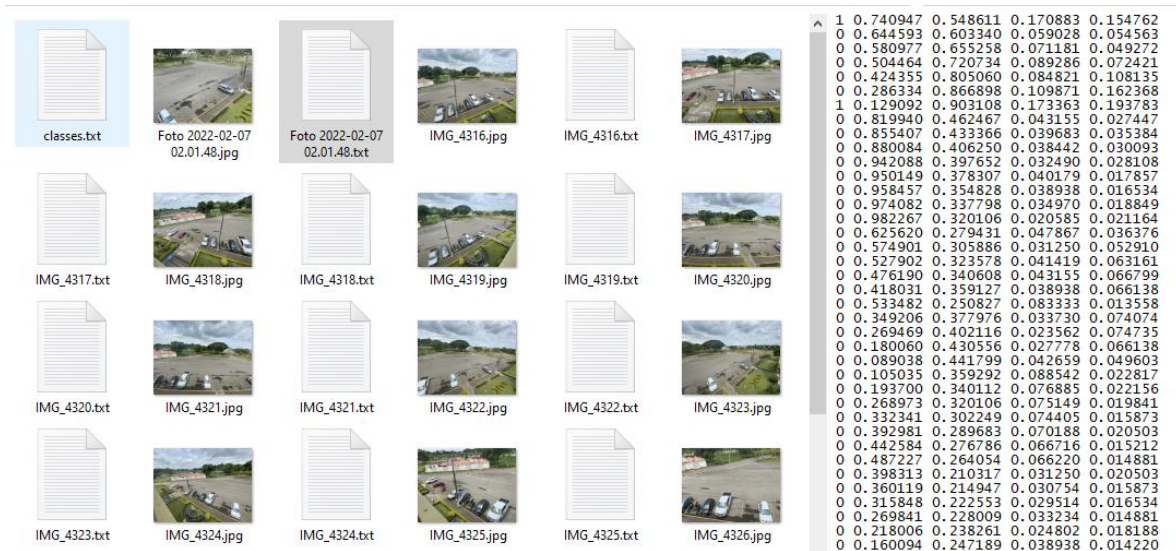 classes.txt
Foto 2022-02-07
02.01.48.jpg
Foto 2022-02-07
02.01.48.txt
IMG_4316.jpg
IMG_4316.txt
IMG_4317.jpg
IMG_4317.txt
IMG_4318.jpg
IMG_4318.txt
IMG_4319.jpg
IMG_4319.txt
IMG_4320.jpg
IMG_4320.txt
IMG_4321.jpg
IMG_4321.txt
IMG_4322.jpg
IMG_4322.txt
IMG_4323.jpg
IMG_4323.txt
IMG_4324.jpg
IMG_4324.txt
IMG_4325.jpg
IMG_4325.txt
IMG_4326.jpg
1 0.740947 0.548611 0.170883 0.154762
0 0.644593 0.603340 0.059028 0.054563
0 0.580977 0.655258 0.071181 0.049272
0 0.504464 0.720734 0.089286 0.072421
0 0.424355 0.805060 0.084821 0.108135
0 0.286334 0.866898 0.109871 0.162368
1 0.129092 0.903108 0.173363 0.193783
0 0.819940 0.462467 0.043155 0.027447
0 0.855407 0.433366 0.039683 0.035384
0 0.880084 0.406250 0.038442 0.030093
0 0.942088 0.397652 0.032490 0.028108
0 0.950149 0.378307 0.040179 0.017857
0 0.958457 0.354828 0.038938 0.016534
0 0.974082 0.337798 0.034970 0.018849
0 0.982267 0.320106 0.020585 0.021164
0 0.625620 0.279431 0.047867 0.036376
0 0.574901 0.305886 0.031250 0.052910
0 0.527902 0.323578 0.041419 0.063161
0 0.476190 0.340608 0.043155 0.066799
0 0.418031 0.359127 0.038938 0.066138
0 0.533482 0.250827 0.083333 0.013558
0 0.349206 0.377976 0.033730 0.074074
0 0.269469 0.402116 0.023562 0.074735
0 0.180060 0.430556 0.027778 0.066138
0 0.089038 0.441799 0.042659 0.049603
0 0.105035 0.359292 0.088542 0.022817
0 0.193700 0.340112 0.076885 0.022156
0 0.268973 0.320106 0.075149 0.019841
0 0.332341 0.302249 0.074405 0.015873
0 0.392981 0.289683 0.070188 0.020503
0 0.442584 0.276786 0.066716 0.015212
0 0.487227 0.264054 0.066220 0.014881
0 0.398313 0.210317 0.031250 0.020503
0 0.360119 0.214947 0.030754 0.015873
0 0.315848 0.222553 0.029514 0.016534
0 0.269841 0.228009 0.033234 0.014881
0 0.218006 0.238261 0.024802 0.018188
0 0.160094 0.247189 0.038938 0.014220